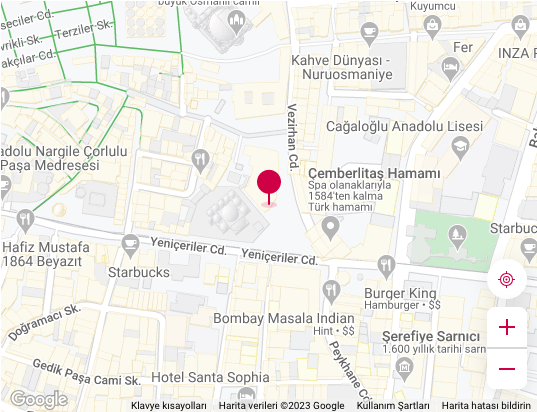 büyük Osmanlı camii
Kuyumcu
Terziler Sk.
Kahve Dünyası -
Nuruosmaniye
Fer
INZA
Vezirhan Cd.
Cağaloğlu Anadolu Lisesi
Nargile Çorlulu
Paşa Medresesi
Çemberlitaş Hamamı
Spa olanaklarıyla
1584'ten kalma
Türk hamamı
Hafiz Mustafa
1864 Beyazıt
Starbucks
Yeniçeriler Cd.
Yeniçeriler Cd.
Starbucks
Burger King
Hamburger • $$
Doğramacı Sk.
Bombay Masala Indian
Hint • $$
Peykhane Cd.
Şerefiye Sarnıcı
1.600 yıllık tarihi sarn
Gedik Paşa Cami Sk.
Hotel Santa Sophia
Google
Klavye kısayolları
Harita verileri ©2023 Google
Kullanım Şartları
Harita hatası bildirin